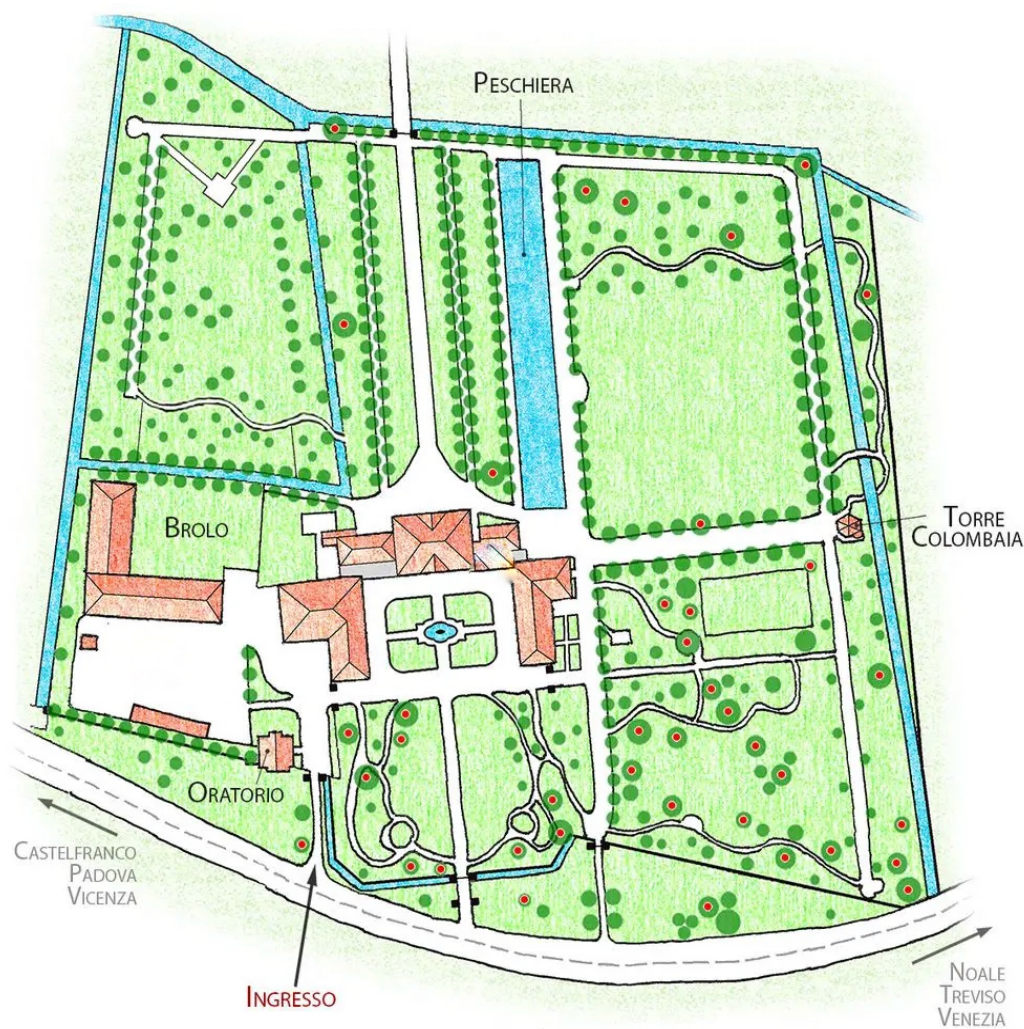 PESCHIERA
BROLO
TORRE
COLOMBAIA
ORATORIO
CASTELFRANCO
PADOVA
VICENZA
INGRESSO
NOALE
TREVISO
VENEZIA